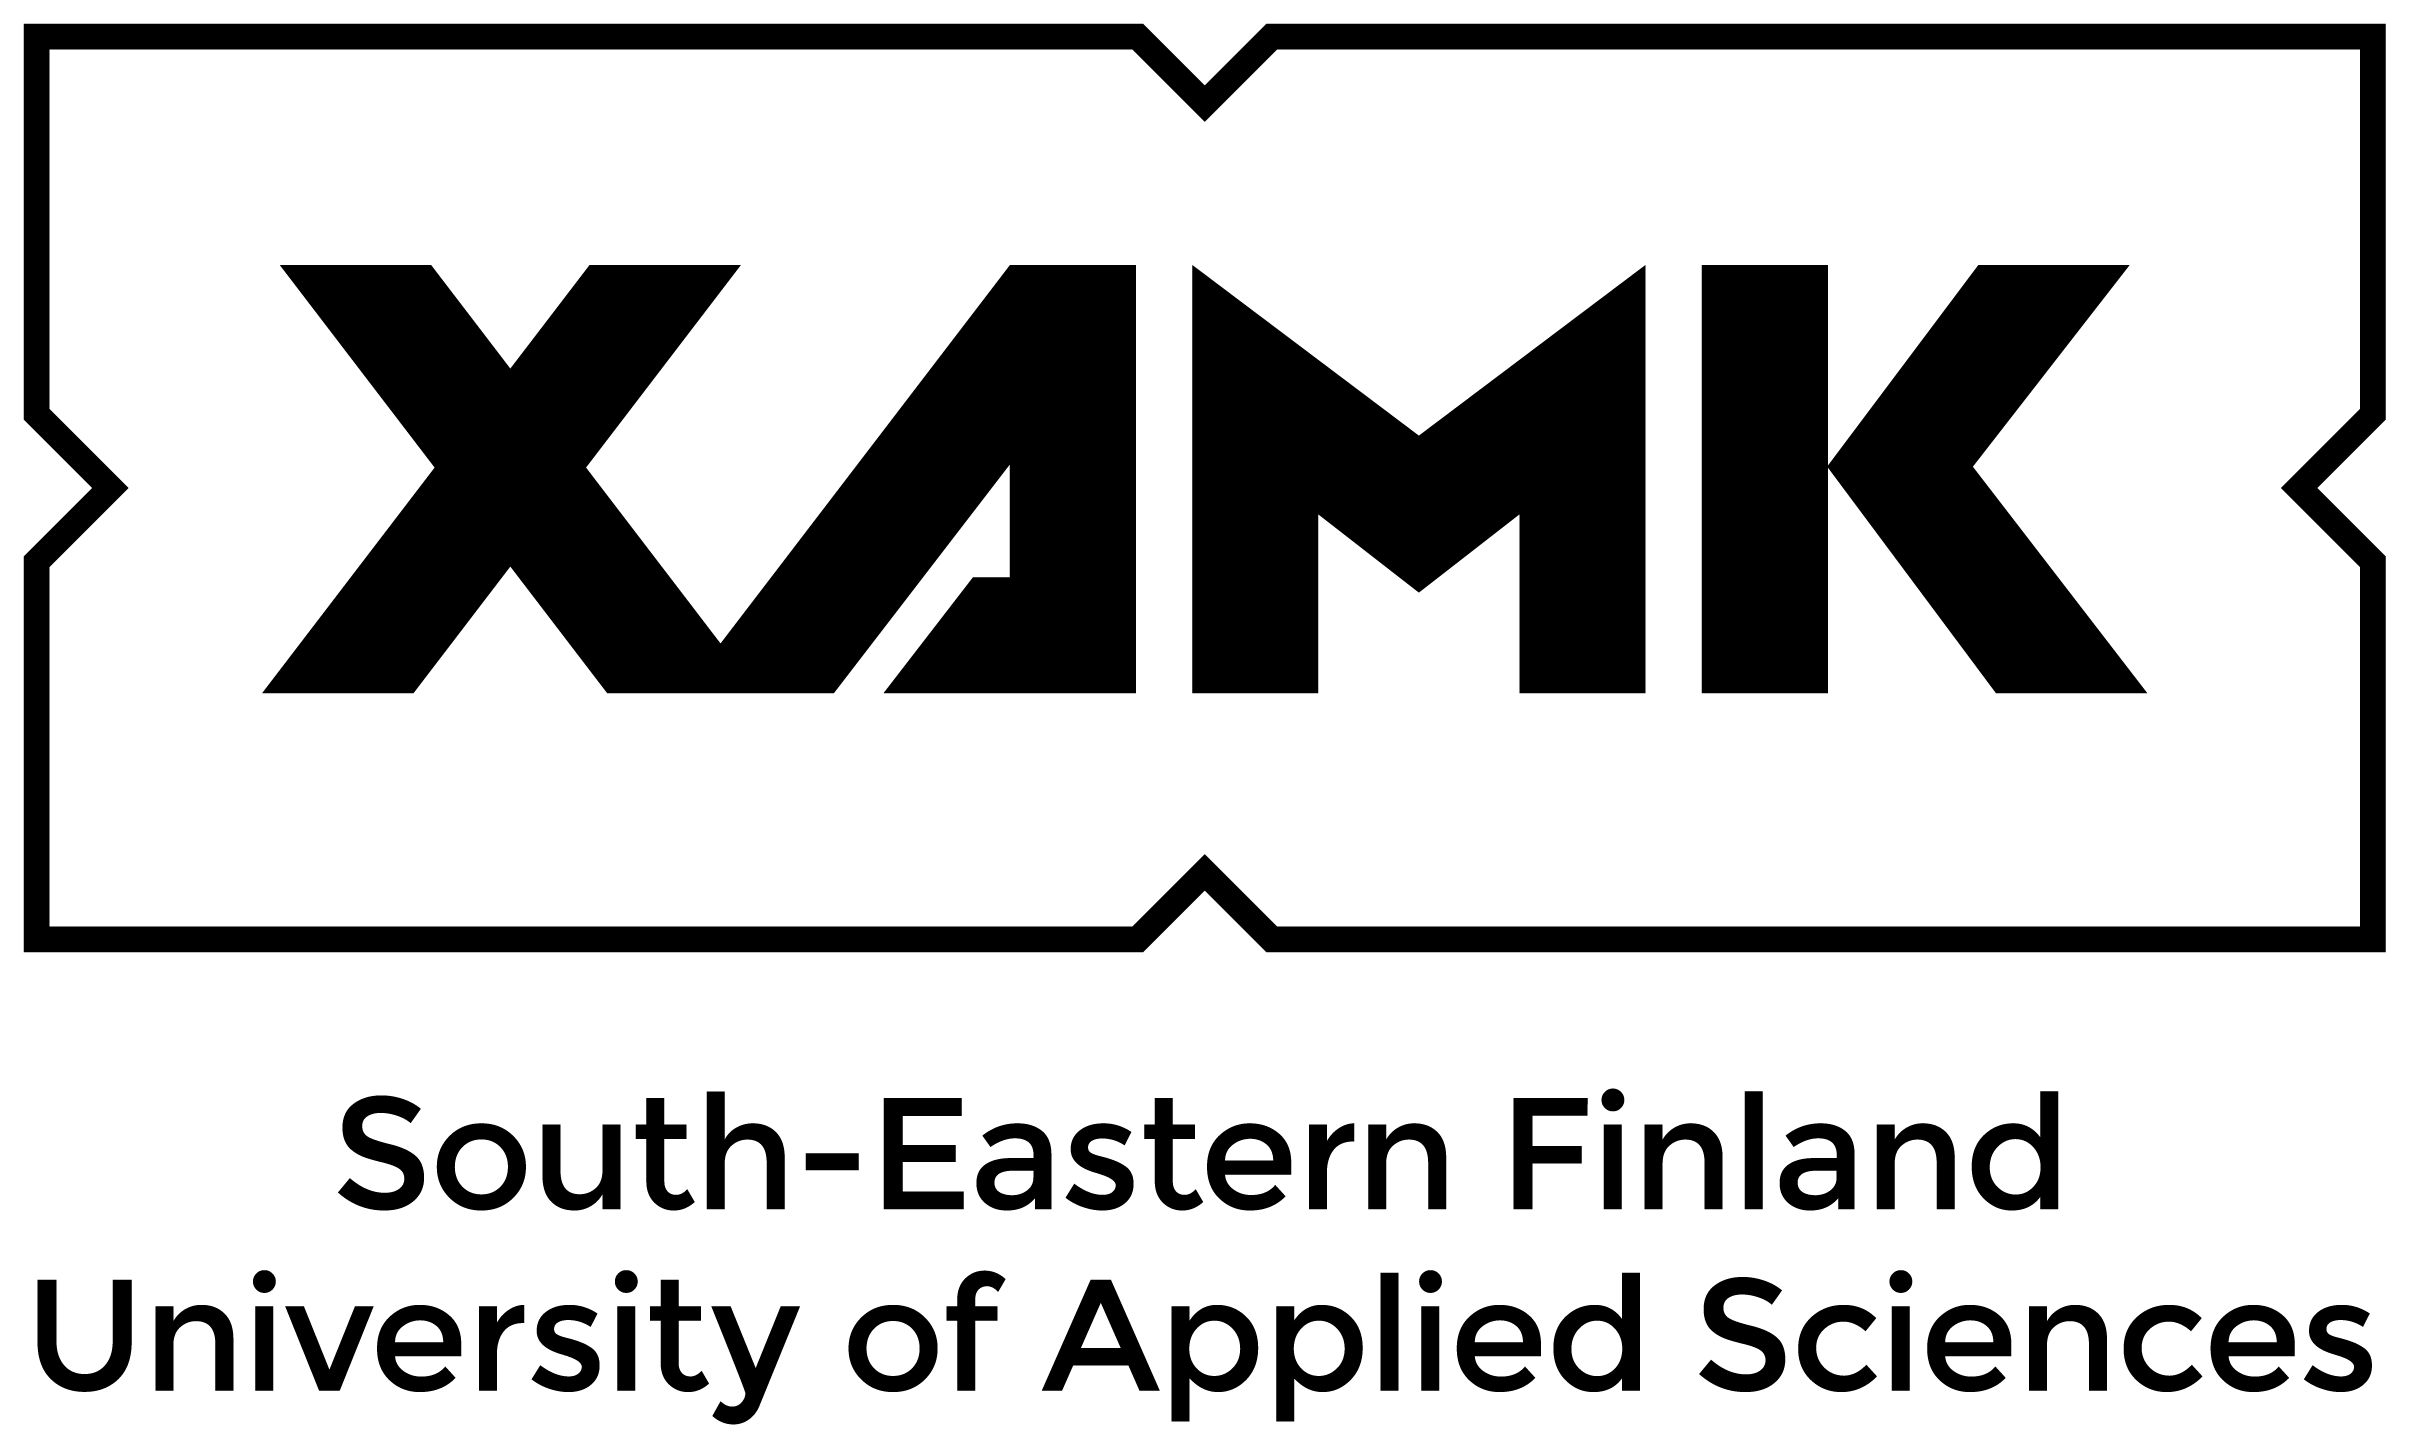 XAMK
South-Eastern Finland
University of Applied Sciences